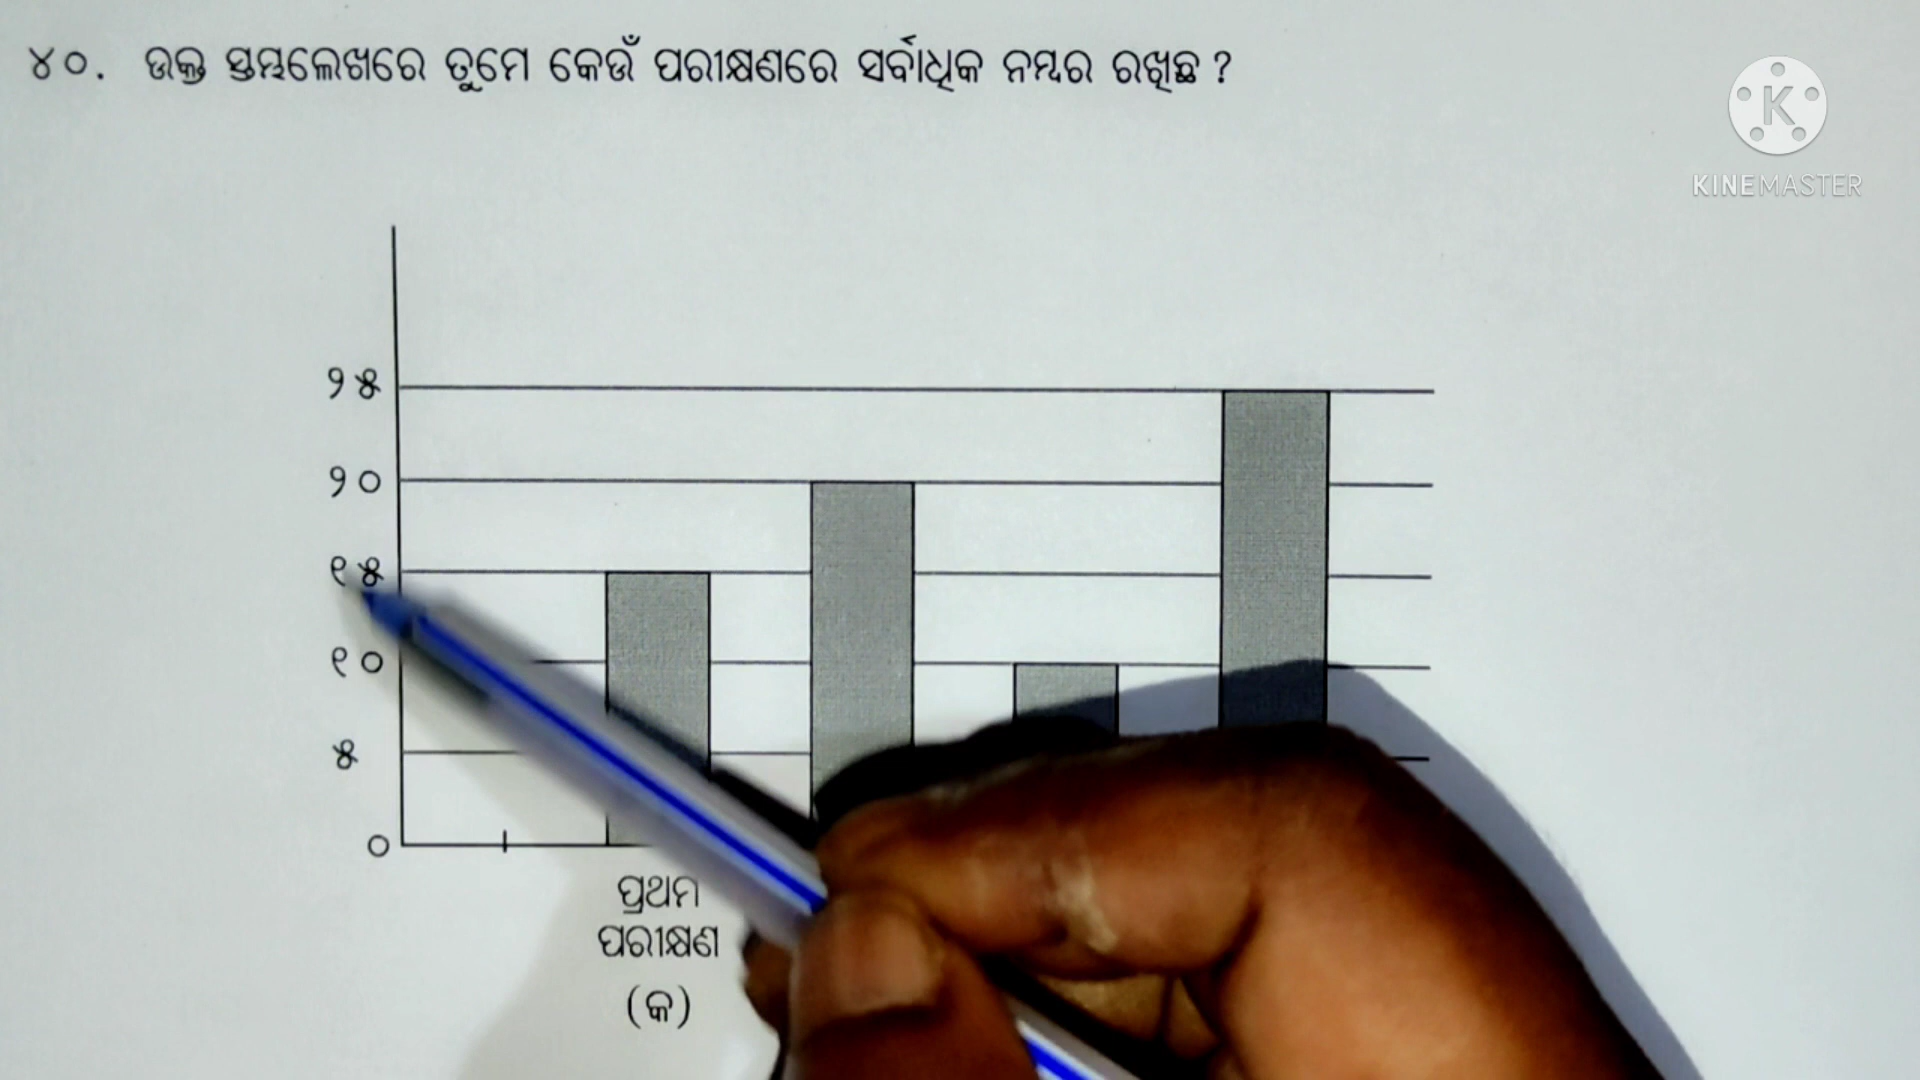 ୪୦. ଉକ୍ତ ସ୍ତମ୍ଭଲେଖରେ ତୁମେ କେଉଁ ପରୀକ୍ଷଣରେ ସର୍ବାଧିକ ନମ୍ବର ରଖିଛ ?
KINEMASTER
୨୫
୨୦
୧୫
୧୦
୫
୦
ପ୍ରଥମ
ପରୀକ୍ଷଣ
(କ)